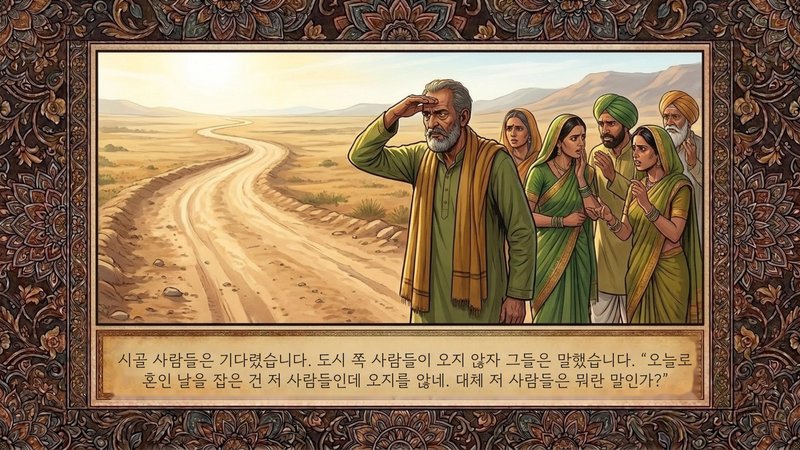 시골 사람들은 기다렸습니다. 도시 쪽 사람들이 오지 않자 그들은 말했습니다. “오늘로
혼인 날을 잡은 건 저 사람들인데 오지를 않네. 대체 저 사람들은 뭐란 말인가?”